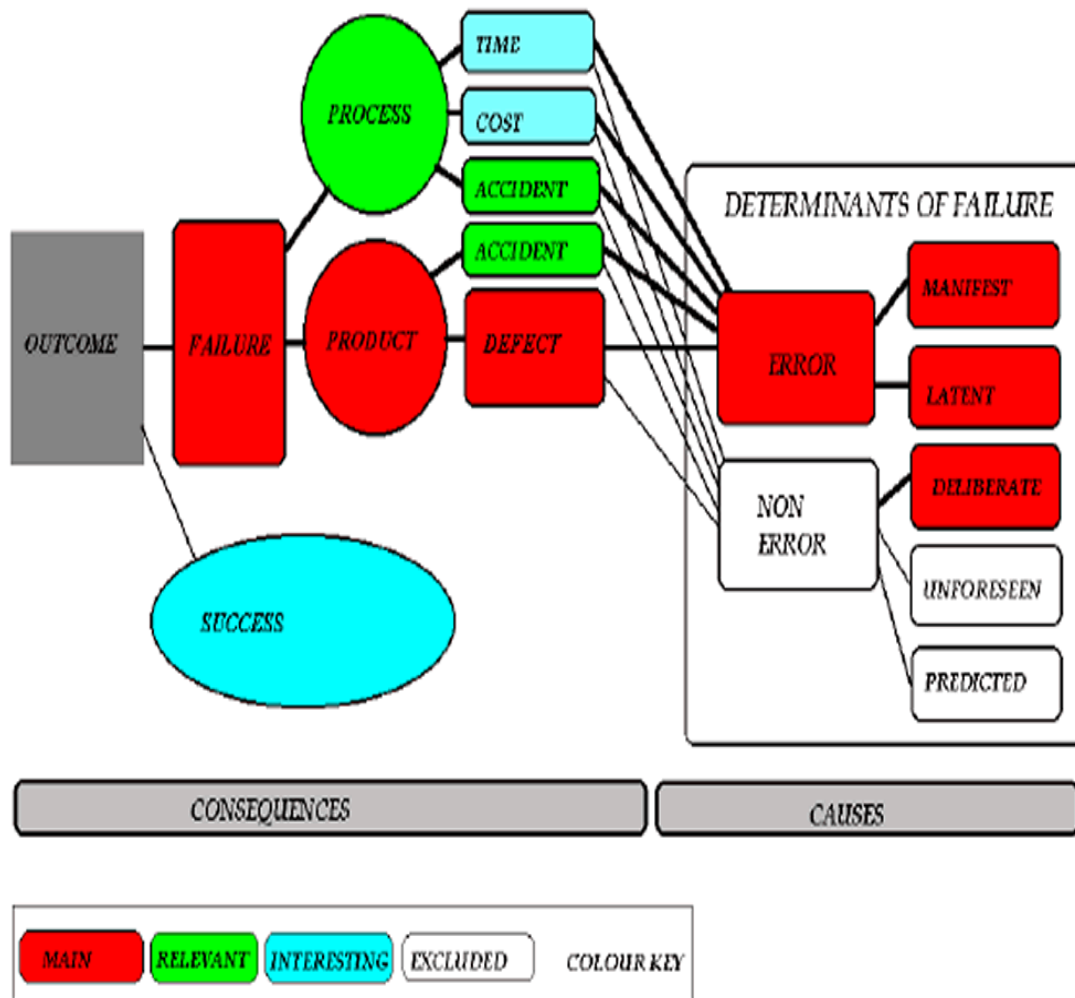 TIME
PROCESS
COST
ACCIDENT
DETERMINANTS OF FAILURE
ACCIDENT
MANIFEST
OUTCOME
FAILURE
PRODUCT
DEFECT
ERROR
LATENT
DELIBERATE
NON
ERROR
UNFORESEEN
SUCCESS
PREDICTED
CONSEQUENCES
CAUSES
MAIN
RELEVANT
INTERESTING
EXCLUDED
COLOUR KEY